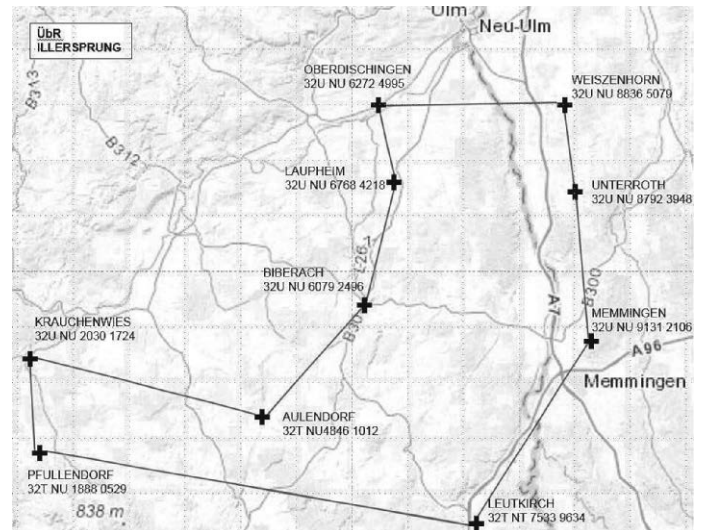 ÜbR
ILLERSPRUNG
Ulm
Neu-Ulm
B313
B312
OBERDISCHINGEN
32U NU 6272 4995
WEISZENHORN
32U NU 8836 5079
LAUPHEIM
32U NU 6768 4218
UNTERROTH
32U NU 8792 3948
L26
BIBERACH
32U NU 6079 2496
B30
A7
B300
MEMMINGEN
32U NU 9131 2106
A96
Memmingen
KRAUCHENWIES
32U NU 2030 1724
AULENDORF
32T NU4846 1012
PFULLENDORF
32T NU 1888 0529
838 m
LEUTKIRCH
32T NT 7533 9634